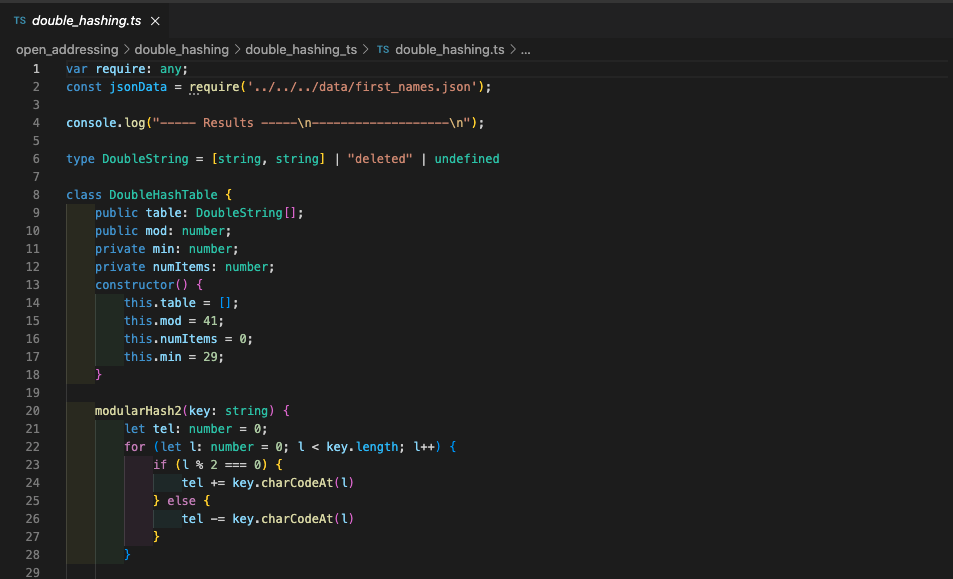 TS double_hashing.ts ×
open_addressing > double_hashing > double_hashing_ts > TS double_hashing.ts > ...
1 var require: any;
2 const jsonData = require('../../../data/first_names.json');
3
4 console.log("----- Results -----\n-------------------\n");
5
6 type DoubleString = [string, string] | "deleted" | undefined
7
8 class DoubleHashTable {
9 public table: DoubleString[];
10 public mod: number;
11 private min: number;
12 private numItems: number;
13 constructor() {
14 this.table = [];
15 this.mod = 41;
16 this.numItems = 0;
17 this.min = 29;
18 }
19
20 modularHash2(key: string) {
21 let tel: number = 0;
22 for (let l: number = 0; l < key.length; l++) {
23 if (l % 2 === 0) {
24 tel += key.charCodeAt(l)
25 } else {
26 tel -= key.charCodeAt(l)
27 }
28 }
29